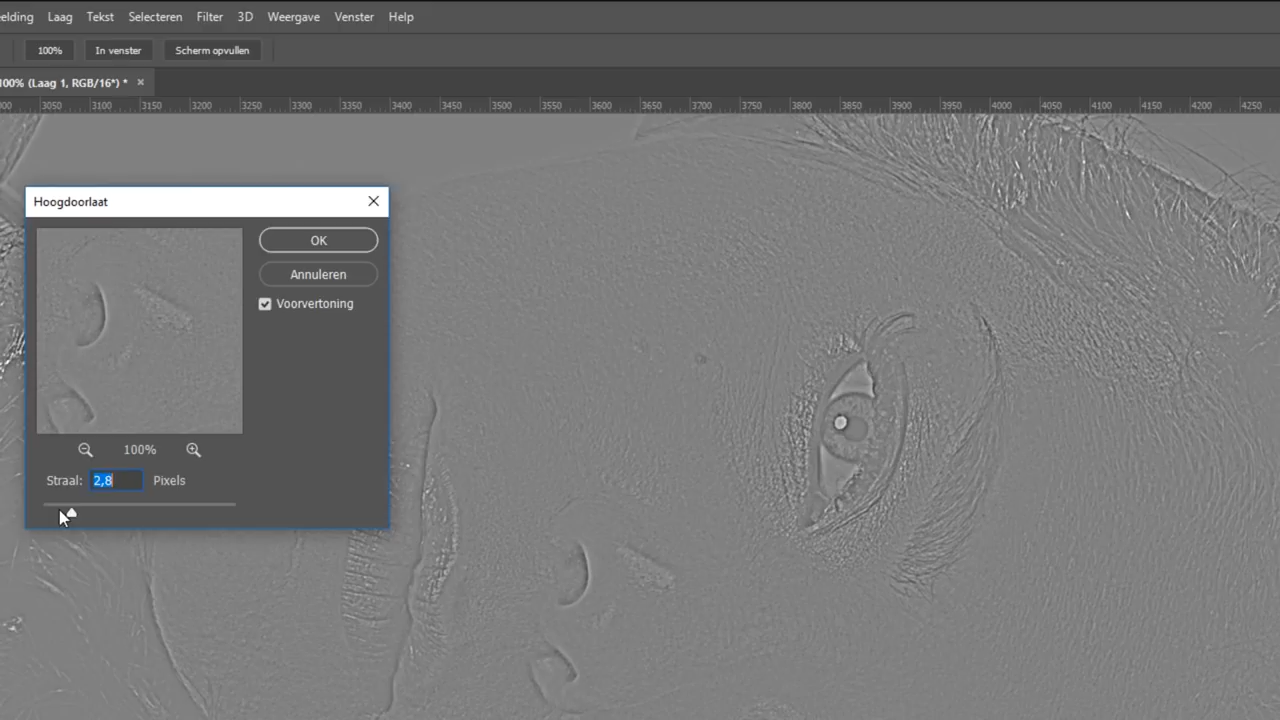 elding Laag Tekst Selecteren Filter 3D Weergave Venster Help
100% In venster Scherm opvullen
100% (Laag 1, RGB/16*) * ×
3050 3100 3150 3200 3250 3300 3350 3400 3450 3500 3550 3600 3650 3700 3750 3800 3850 3900 3950 4000 4050 4100 4150 4200 4250
Hoogdoorlaat
OK
Annuleren
Voorvertoning
100%
Straal: 2,8 Pixels